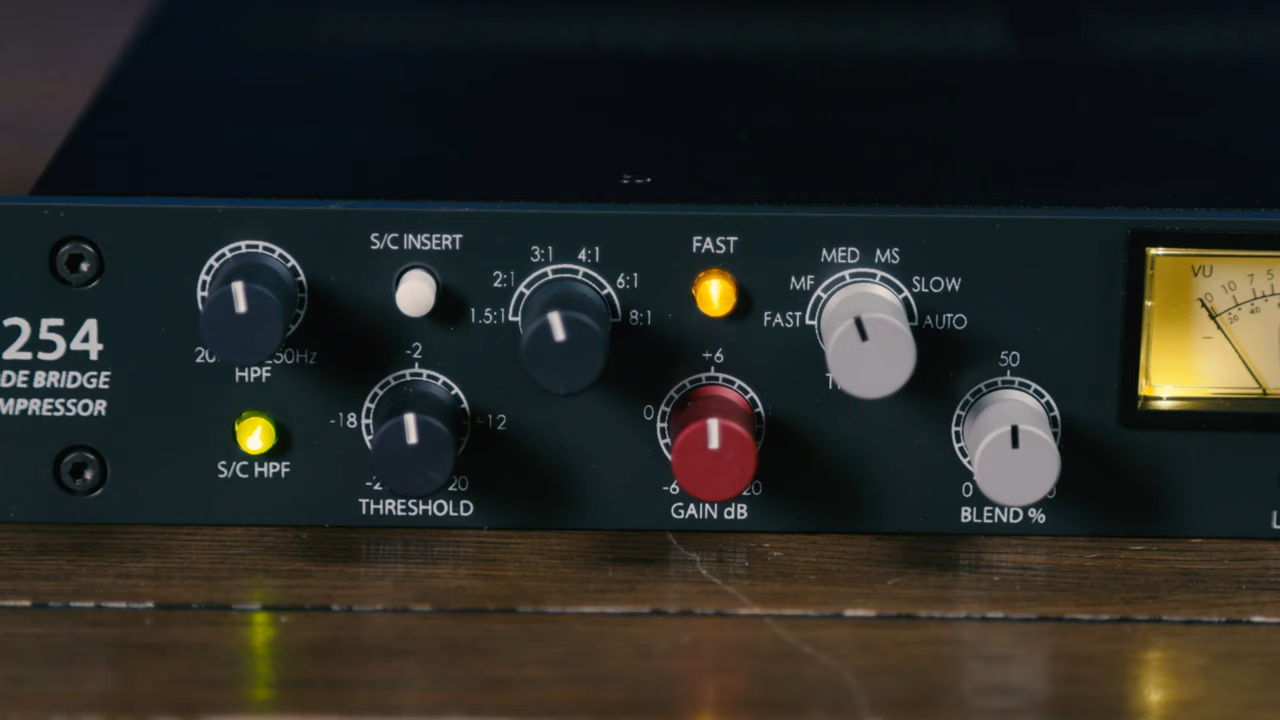 254
DE BRIDGE
MPRESSOR
HPF
S/C HPF
S/C INSERT
-2
-18
-12
20
THRESHOLD
1.5:1
2:1
3:1
4:1
6:1
8:1
FAST
+6
0
-6
20
GAIN dB
FAST
MF
MED
MS
SLOW
AUTO
50
0
BLEND %
VU
10
7
5
20
40